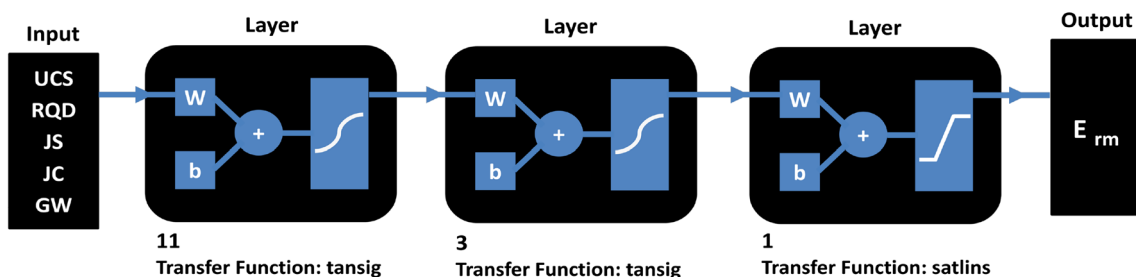 Input
UCS
RQD
JS
JC
GW
Layer
W
+
b
11
Transfer Function: tansig
Layer
W
+
b
3
Transfer Function: tansig
Layer
W
+
b
1
Transfer Function: satlins
Output
E rm